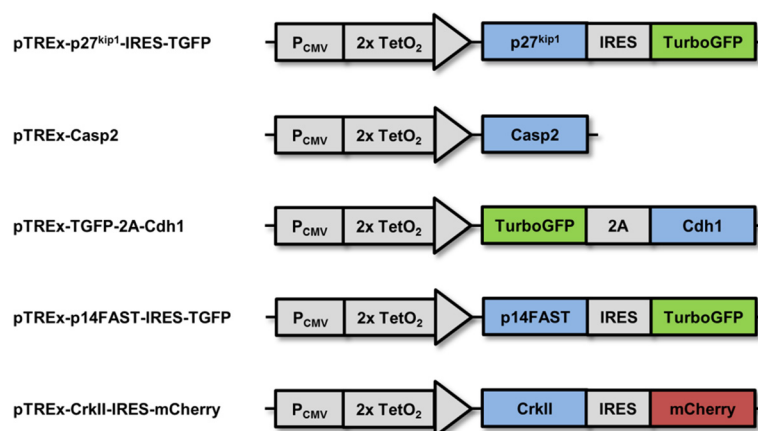 pTREx-p27kip1-IRES-TGFP PCMV 2x TetO2 p27kip1 IRES TurboGFP
pTREx-Casp2 PCMV 2x TetO2 Casp2
pTREx-TGFP-2A-Cdh1 PCMV 2x TetO2 TurboGFP 2A Cdh1
pTREx-p14FAST-IRES-TGFP PCMV 2x TetO2 p14FAST IRES TurboGFP
pTREx-CrkII-IRES-mCherry PCMV 2x TetO2 CrkII IRES mCherry